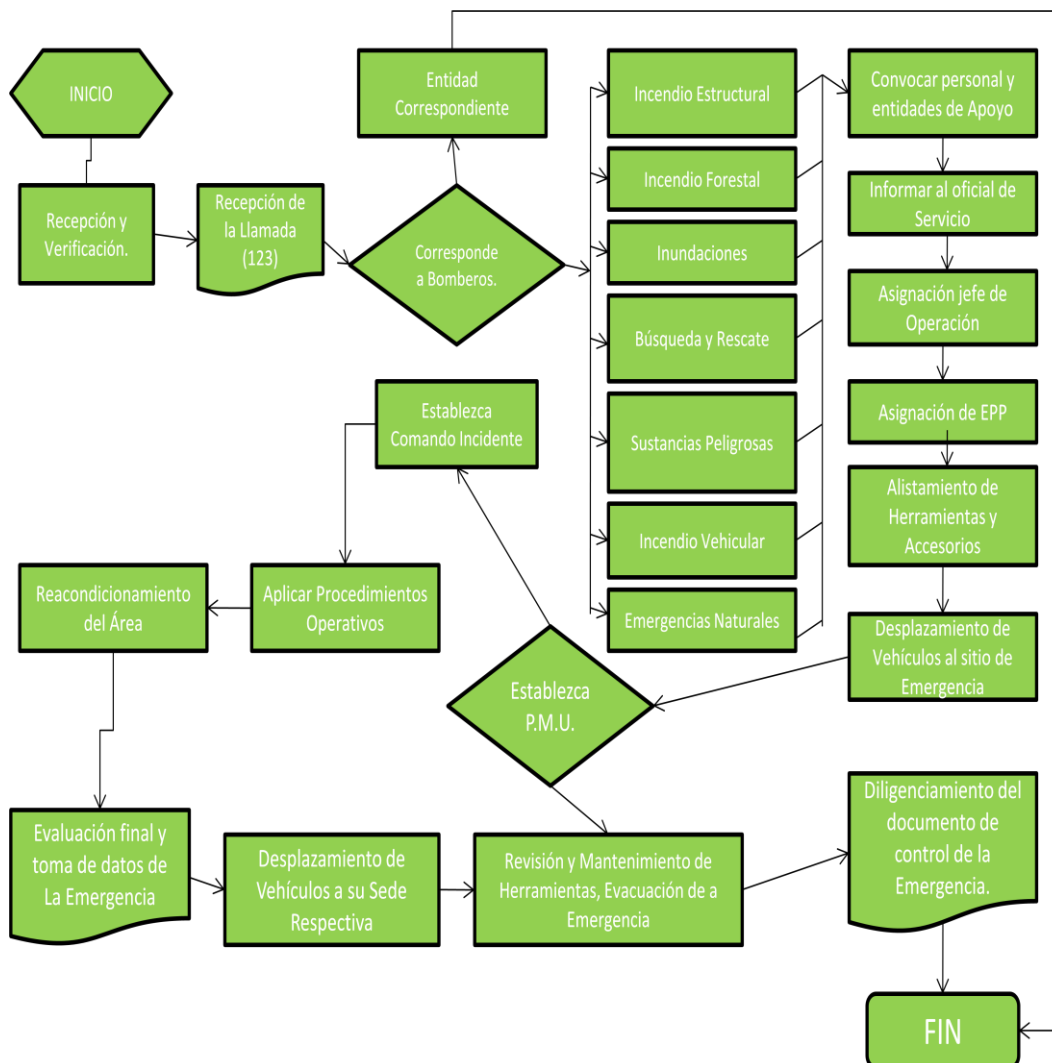 INICIO
Recepción y
Verificación.
Recepción de
la Llamada
(123)
Corresponde
a Bomberos.
Entidad
Correspondiente
Incendio Estructural
Incendio Forestal
Inundaciones
Búsqueda y Rescate
Sustancias Peligrosas
Incendio Vehicular
Emergencias Naturales
Convocar personal y
entidades de Apoyo
Informar al oficial de
Servicio
Asignación jefe de
Operación
Asignación de EPP
Alistamiento de
Herramientas y
Accesorios
Desplazamiento de
Vehículos al sitio de
Emergencia
Establezca
P.M.U.
Establezca
Comando Incidente
Aplicar Procedimientos
Operativos
Reacondicionamiento
del Área
Evaluación final y
toma de datos de
La Emergencia
Desplazamiento de
Vehículos a su Sede
Respectiva
Revisión y Mantenimiento de
Herramientas, Evacuación de a
Emergencia
Diligenciamiento del
documento de
control de la
Emergencia.
FIN